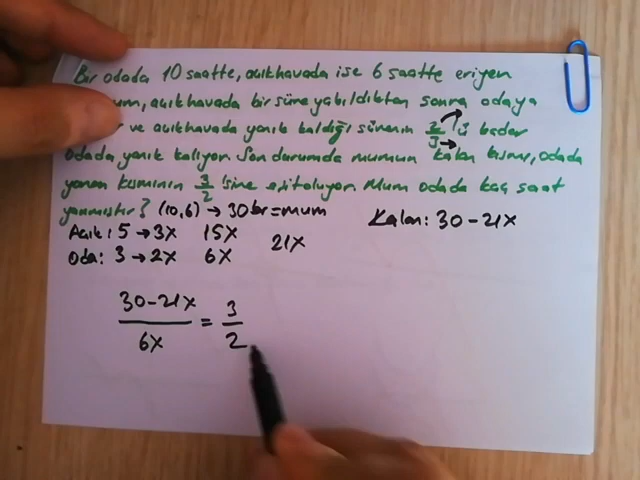 Bir odada 10 saatte, açıkhavada ise 6 saatte eriyen
mum, açıkhavada bir süre yakıldıktan sonra odaya
ve açıkhavada yanık kaldığı sürenin 2/3 ü kadar
odada yanık kalıyor. Son durumda mumun kalan kısmı, odada
yanan kısmının 3/2 'sine eşit oluyor. Mum odada kaç saat
yanmıştır? (10,6) → 30 br = mum
Kalan: 30-21x
Açık: 5 → 3x 15x
21x
Oda: 3 → 2x 6x
30-21x / 6x = 3/2